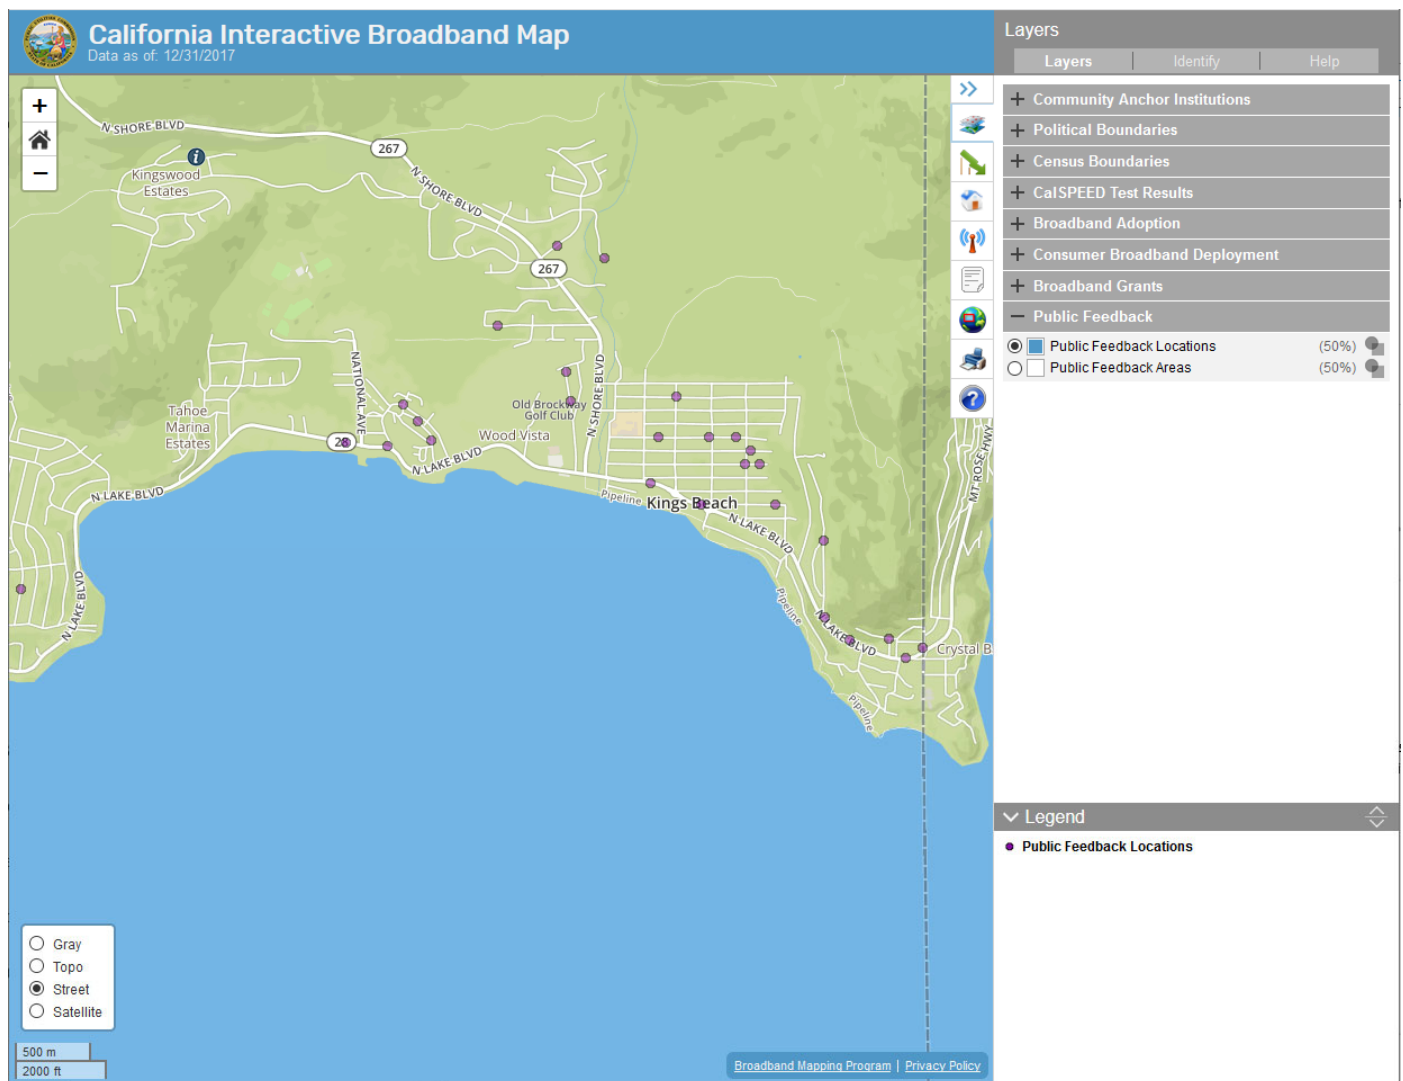 California Interactive Broadband Map
Data as of: 12/31/2017
Layers
Layers | Identify | Help
+ Community Anchor Institutions
+ Political Boundaries
+ Census Boundaries
+ CalSPEED Test Results
+ Broadband Adoption
+ Consumer Broadband Deployment
+ Broadband Grants
− Public Feedback
Public Feedback Locations (50%)
Public Feedback Areas (50%)
Legend
Public Feedback Locations
+
−
N SHORE BLVD
267
Kingswood
Estates
N SHORE BLVD
267
NATIONAL AVE
N SHORE BLVD
Old Brockway
Golf Club
Tahoe
Marina
Estates
28
Wood Vista
N LAKE BLVD
N LAKE BLVD
MT ROSE HWY
Pipeline
Kings Beach
N LAKE BLVD
N LAKE BLVD
Pipeline
N LAKE BLVD
Crystal B
Pipeline
Gray
Topo
Street
Satellite
500 m
2000 ft
Broadband Mapping Program | Privacy Policy